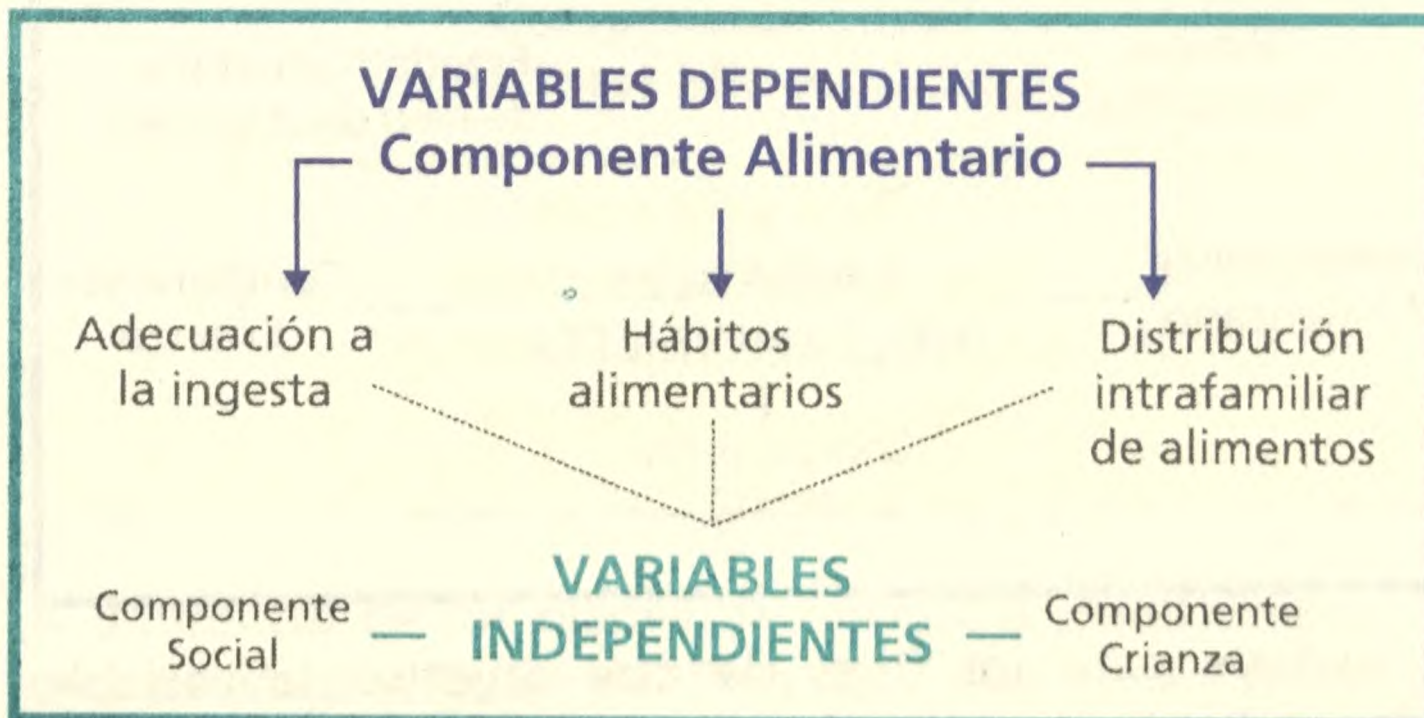 VARIABLES DEPENDIENTES
Componente Alimentario
Adecuación a
la ingesta
Hábitos
alimentarios
Distribución
intrafamiliar
de alimentos
VARIABLES
INDEPENDIENTES
Componente
Social
Componente
Crianza